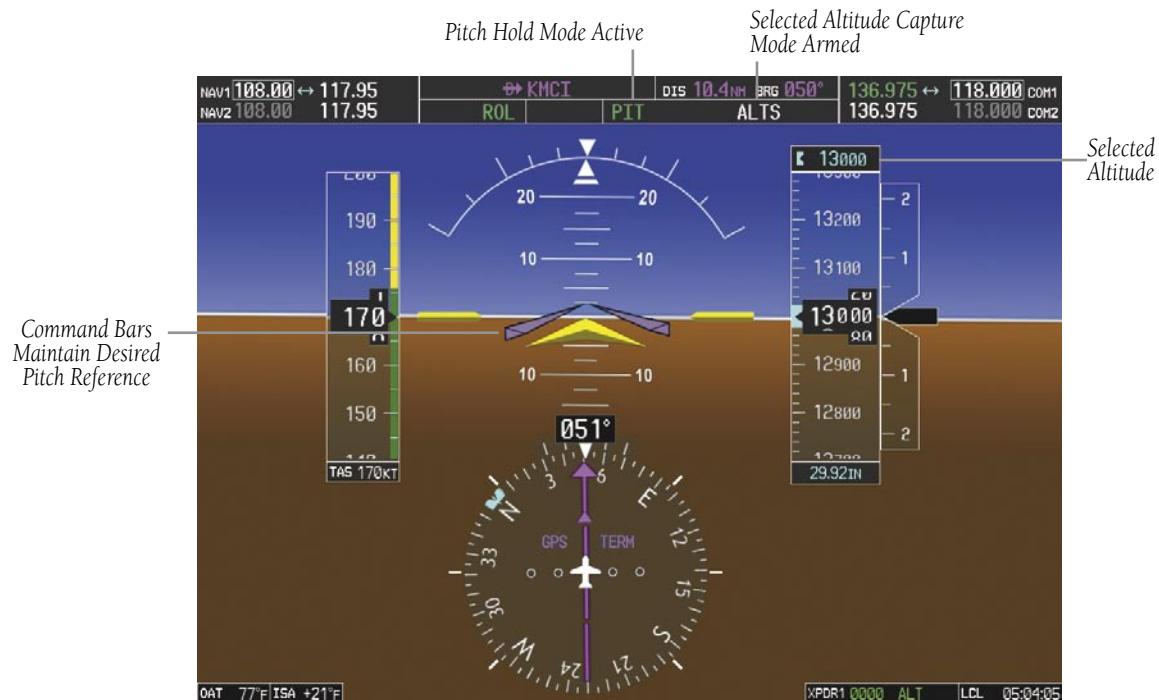 Pitch Hold Mode Active
Selected Altitude Capture
Mode Armed
NAV1 108.00 ↔ 117.95
NAV2 108.00 117.95
KMCI
DIS 10.4NM BRG 050°
136.975 ↔ 118.000 COM1
136.975 118.000 COM2
ROL PIT ALTS
13000
Selected
Altitude
190
180
170
160
150
TAS 170KT
20 20
10 10
10 10
13200
13100
20
13000
80
12900
12800
29.92IN
2
1
1
2
Command Bars
Maintain Desired
Pitch Reference
051°
N 3 6 E 12 15 S 21 24 W 30 33
GPS TERM
OAT 77°F ISA +21°F
XPDR1 0000 ALT LCL 05:04:05